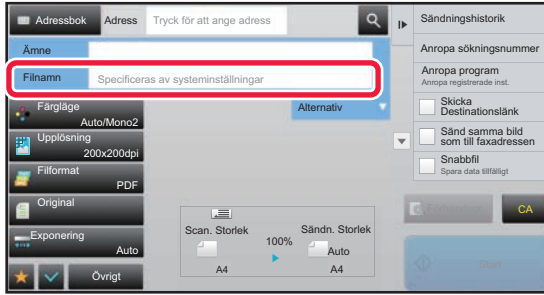 Adressbok Adress Tryck för att ange adress
Ämne
Filnamn Specificeras av systeminställningar
Färgläge
Auto/Mono2
Upplösning
200x200dpi
Filformat
PDF
Original
Exponering
Auto
Övrigt
Alternativ
Scan. Storlek
100%
Sändn. Storlek
Auto
A4
A4
Sändningshistorik
Anropa sökningsnummer
Anropa program
Anropa registrerade inst.
Skicka
Destinationslänk
Sänd samma bild
som till faxadressen
Snabbfil
Spara data tillfälligt
CA
Start